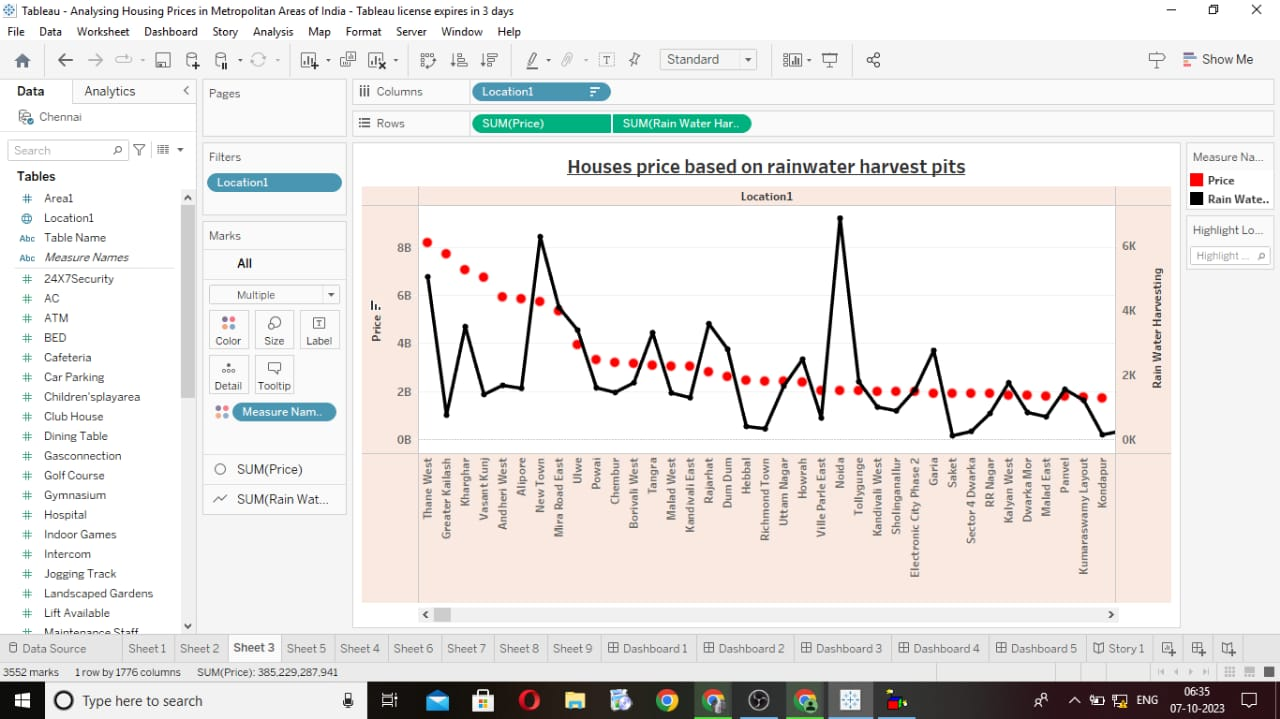 Tableau - Analysing Housing Prices in Metropolitan Areas of India - Tableau license expires in 3 days
File Data Worksheet Dashboard Story Analysis Map Format Server Window Help
Standard
Show Me
Data Analytics
Chennai
Search
Tables
Area1
Location1
Abc Table Name
Abc Measure Names
24X7Security
AC
ATM
BED
Cafeteria
Car Parking
Children'splayarea
Club House
Dining Table
Gasconnection
Golf Course
Gymnasium
Hospital
Indoor Games
Intercom
Jogging Track
Landscaped Gardens
Lift Available
Maintenance Staff
Pages
Filters
Location1
Marks
All
Multiple
Color Size Label
Detail Tooltip
Measure Nam..
SUM(Price)
SUM(Rain Wat...
Columns Location1
Rows SUM(Price) SUM(Rain Water Har..
Houses price based on rainwater harvest pits
Location1
Price
8B
6B
4B
2B
0B
6K
4K
2K
0K
Rain Water Harvesting
Thane West
Greater Kailash
Kharghar
Vasant Kunj
Andheri West
Alipore
New Town
Mira Road East
Ulwe
Powai
Chembur
Borivali West
Tangra
Malad West
Kandivali East
Rajarhat
Dum Dum
Hebbal
Richmond Town
Uttam Nagar
Howrah
Ville Parle East
Noida
Tollygunge
Kandivali West
Sholinganallur
Electronic City Phase 2
Garia
Saket
Sector 4 Dwarka
RR Nagar
Kalyan West
Dwarka Mor
Malad East
Panvel
Kumaraswamy Layout
Kondapur
Measure Na...
Price
Rain Wate..
Highlight Lo...
Highlight ...
Data Source Sheet 1 Sheet 2 Sheet 3 Sheet 5 Sheet 4 Sheet 6 Sheet 7 Sheet 8 Sheet 9 Dashboard 1 Dashboard 2 Dashboard 3 Dashboard 4 Dashboard 5 Story 1
3552 marks 1 row by 1776 columns SUM(Price): 385,229,287,941
Type here to search
ENG
06:35
07-10-2023